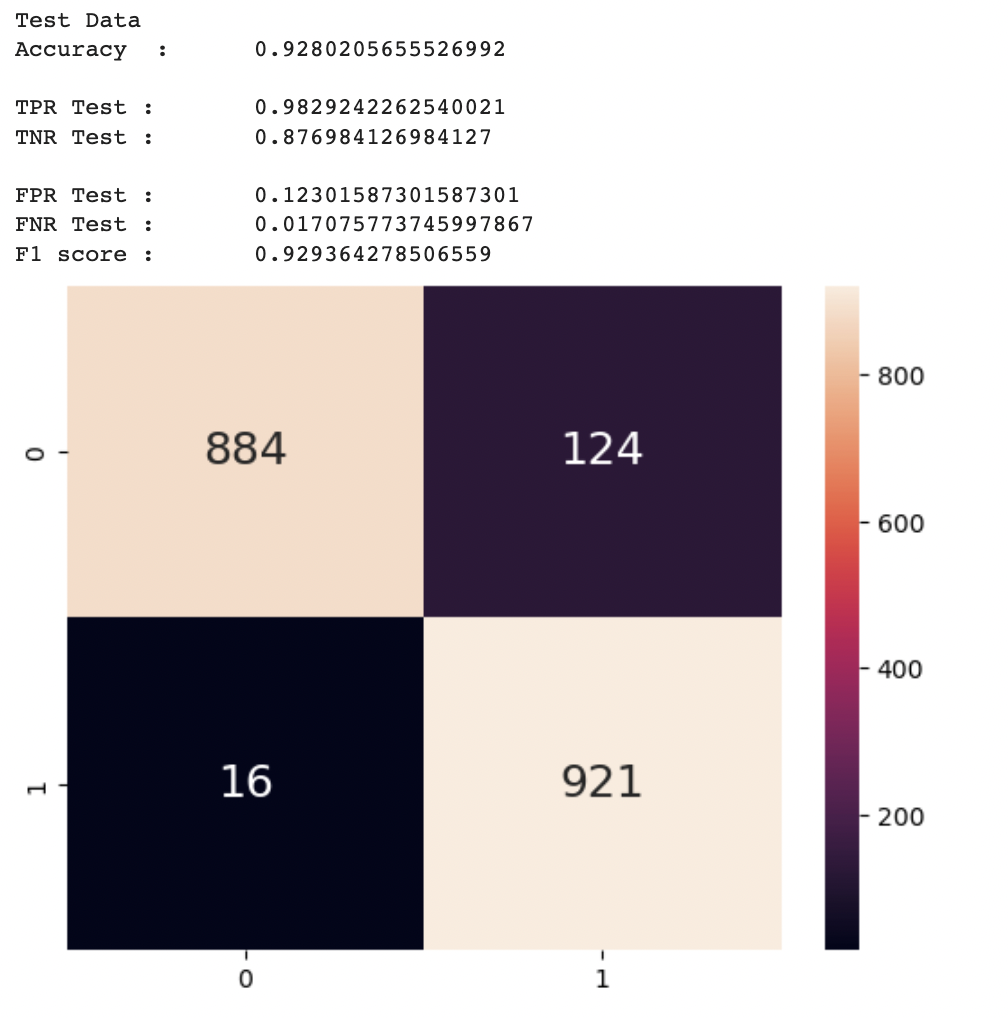 Test Data
Accuracy  :      0.9280205655526992
TPR Test :       0.9829242262540021
TNR Test :       0.876984126984127
FPR Test :       0.12301587301587301
FNR Test :       0.017075773745997867
F1 score :       0.929364278506559
884 124
16 921
0
1
0 1
800
600
400
200